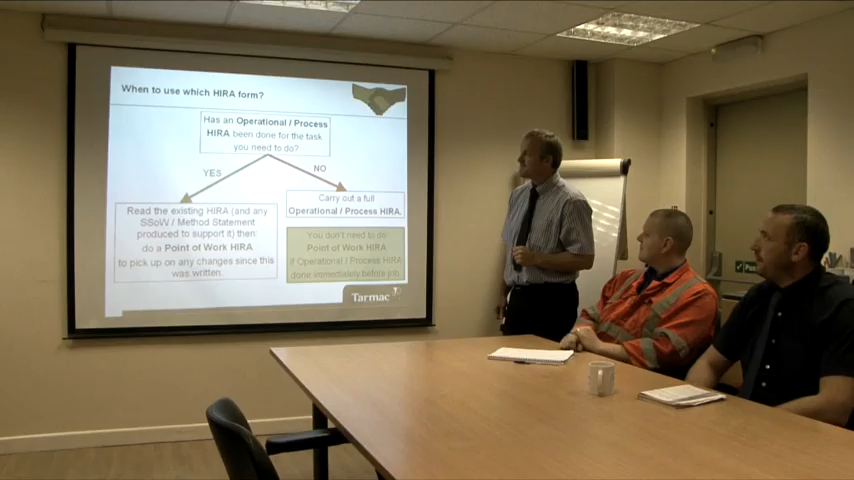 When to use which HIRA form?
Has an Operational / Process
HIRA been done for the task
you need to do?
YES
NO
Read the existing HIRA (and any
SSoW / Method Statement
produced to support it) then:
do a Point of Work HIRA
to pick up on any changes since this
was written.
Carry out a full
Operational / Process HIRA.
You don't need to do
Point of Work HIRA
if Operational / Process HIRA
done immediately before job.
Tarmac